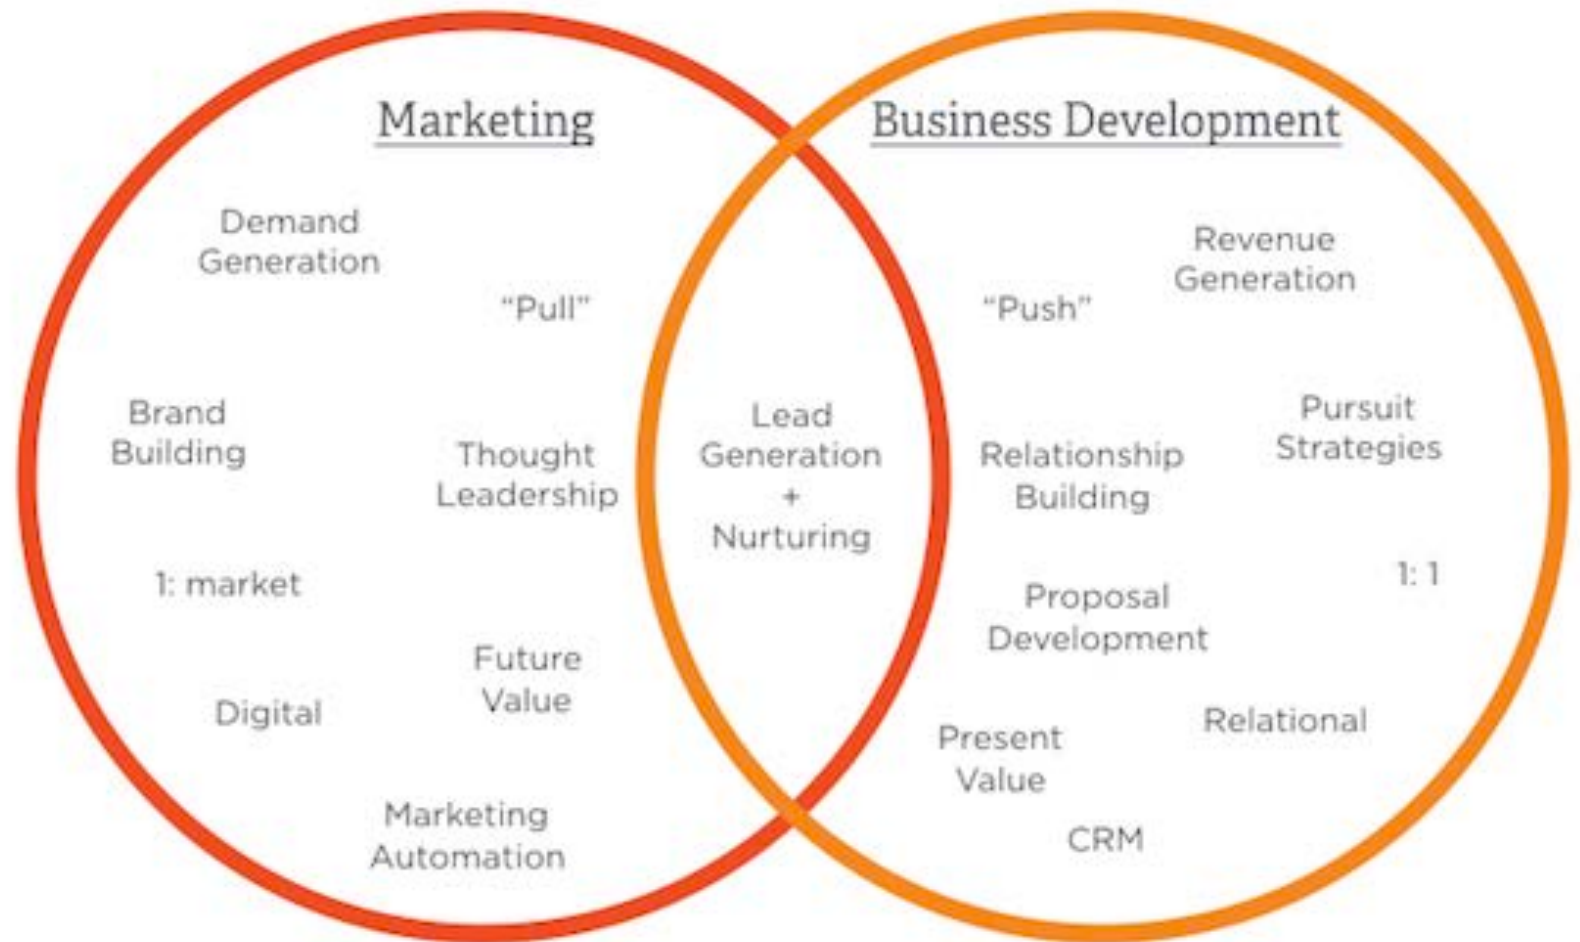 Marketing
Demand
Generation
“Pull”
Brand
Building
Thought
Leadership
1: market
Future
Value
Digital
Marketing
Automation
Lead
Generation
+
Nurturing
Business Development
Revenue
Generation
“Push”
Pursuit
Strategies
Relationship
Building
1: 1
Proposal
Development
Relational
Present
Value
CRM